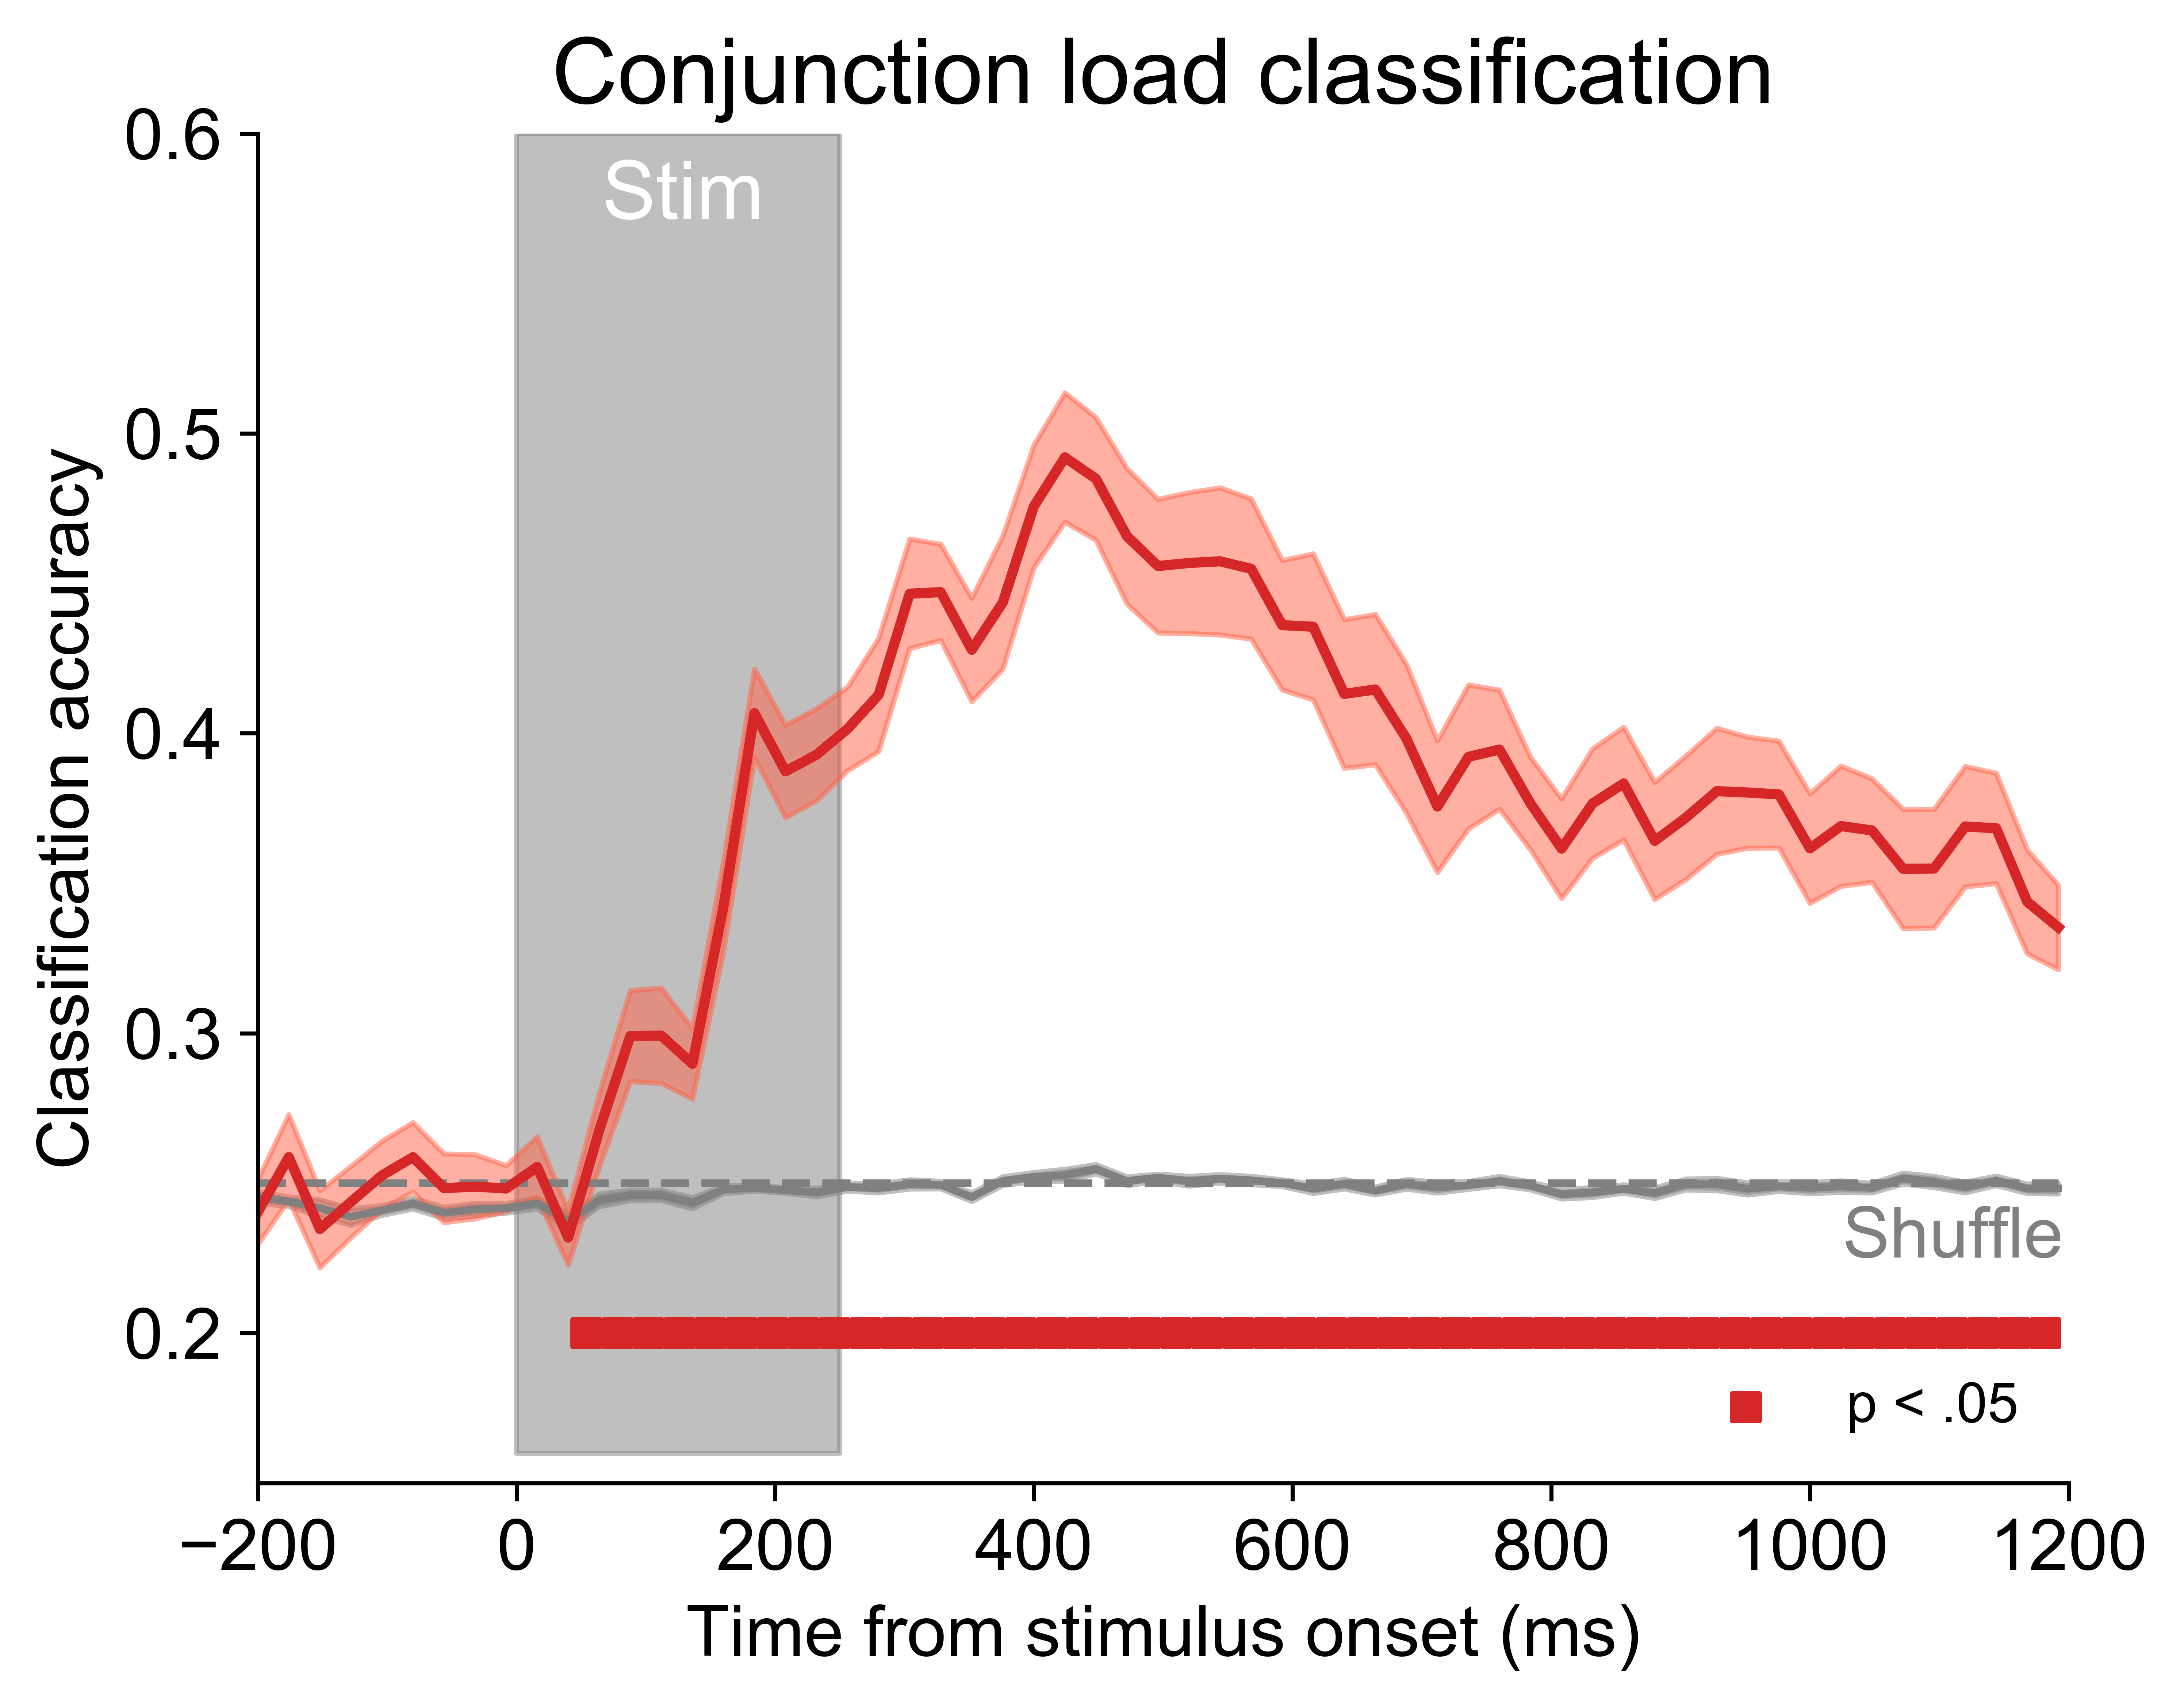 Conjunction load classification
0.6
Stim
0.5
0.4
0.3
0.2
Classification accuracy
Shuffle
p < .05
−200 0 200 400 600 800 1000 1200
Time from stimulus onset (ms)